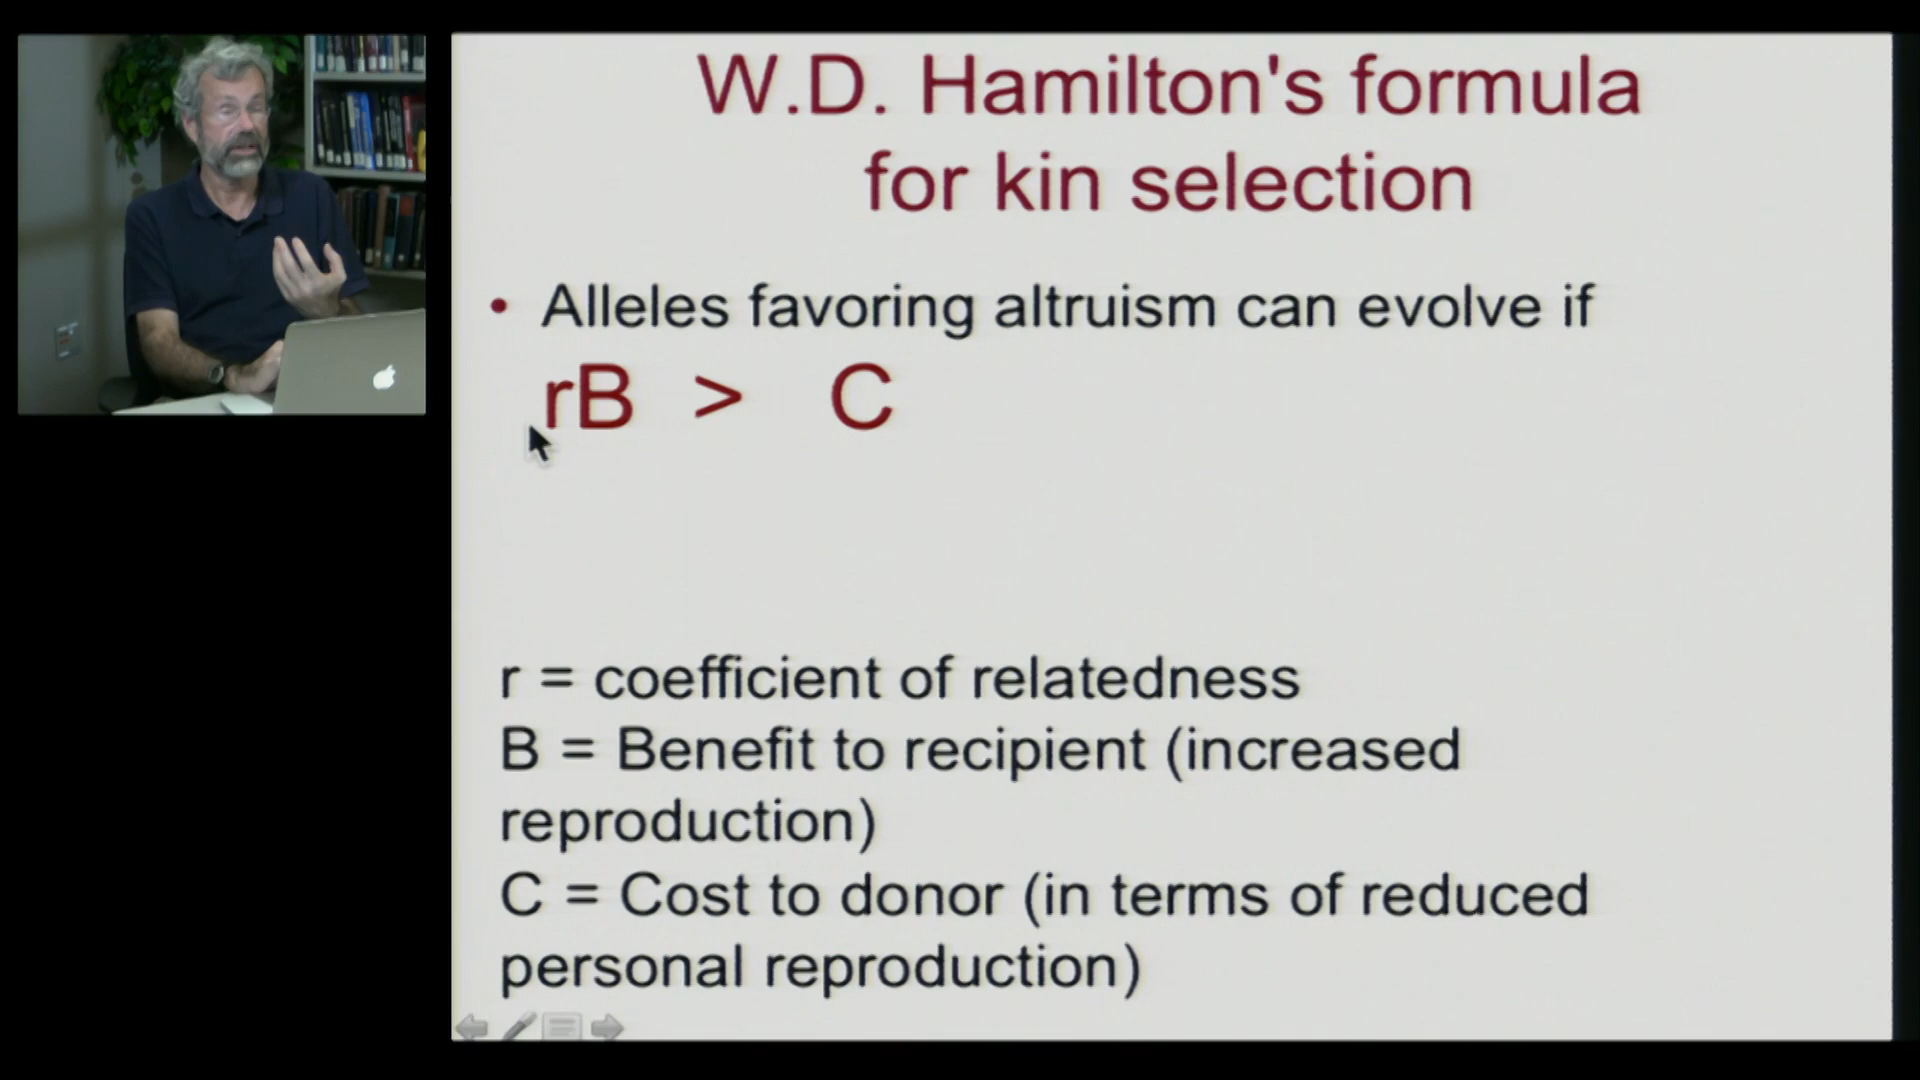 W.D. Hamilton's formula
for kin selection
• Alleles favoring altruism can evolve if
rB > C
r = coefficient of relatedness
B = Benefit to recipient (increased
reproduction)
C = Cost to donor (in terms of reduced
personal reproduction)